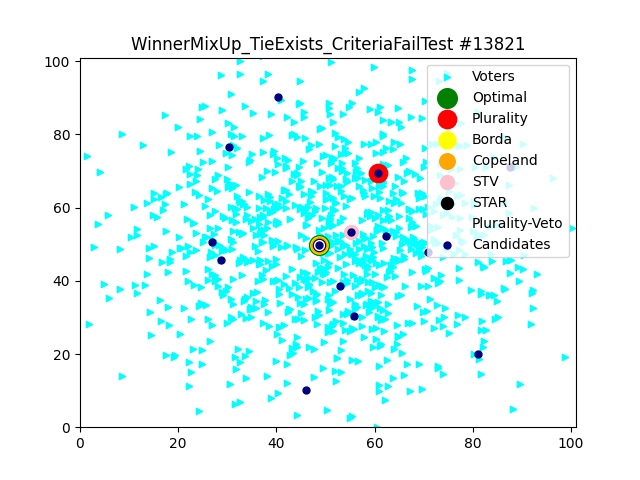 WinnerMixUp_TieExists_CriteriaFailTest #13821
Voters
Optimal
Plurality
Borda
Copeland
STV
STAR
Plurality-Veto
Candidates
100
80
60
40
20
0
0 20 40 60 80 100